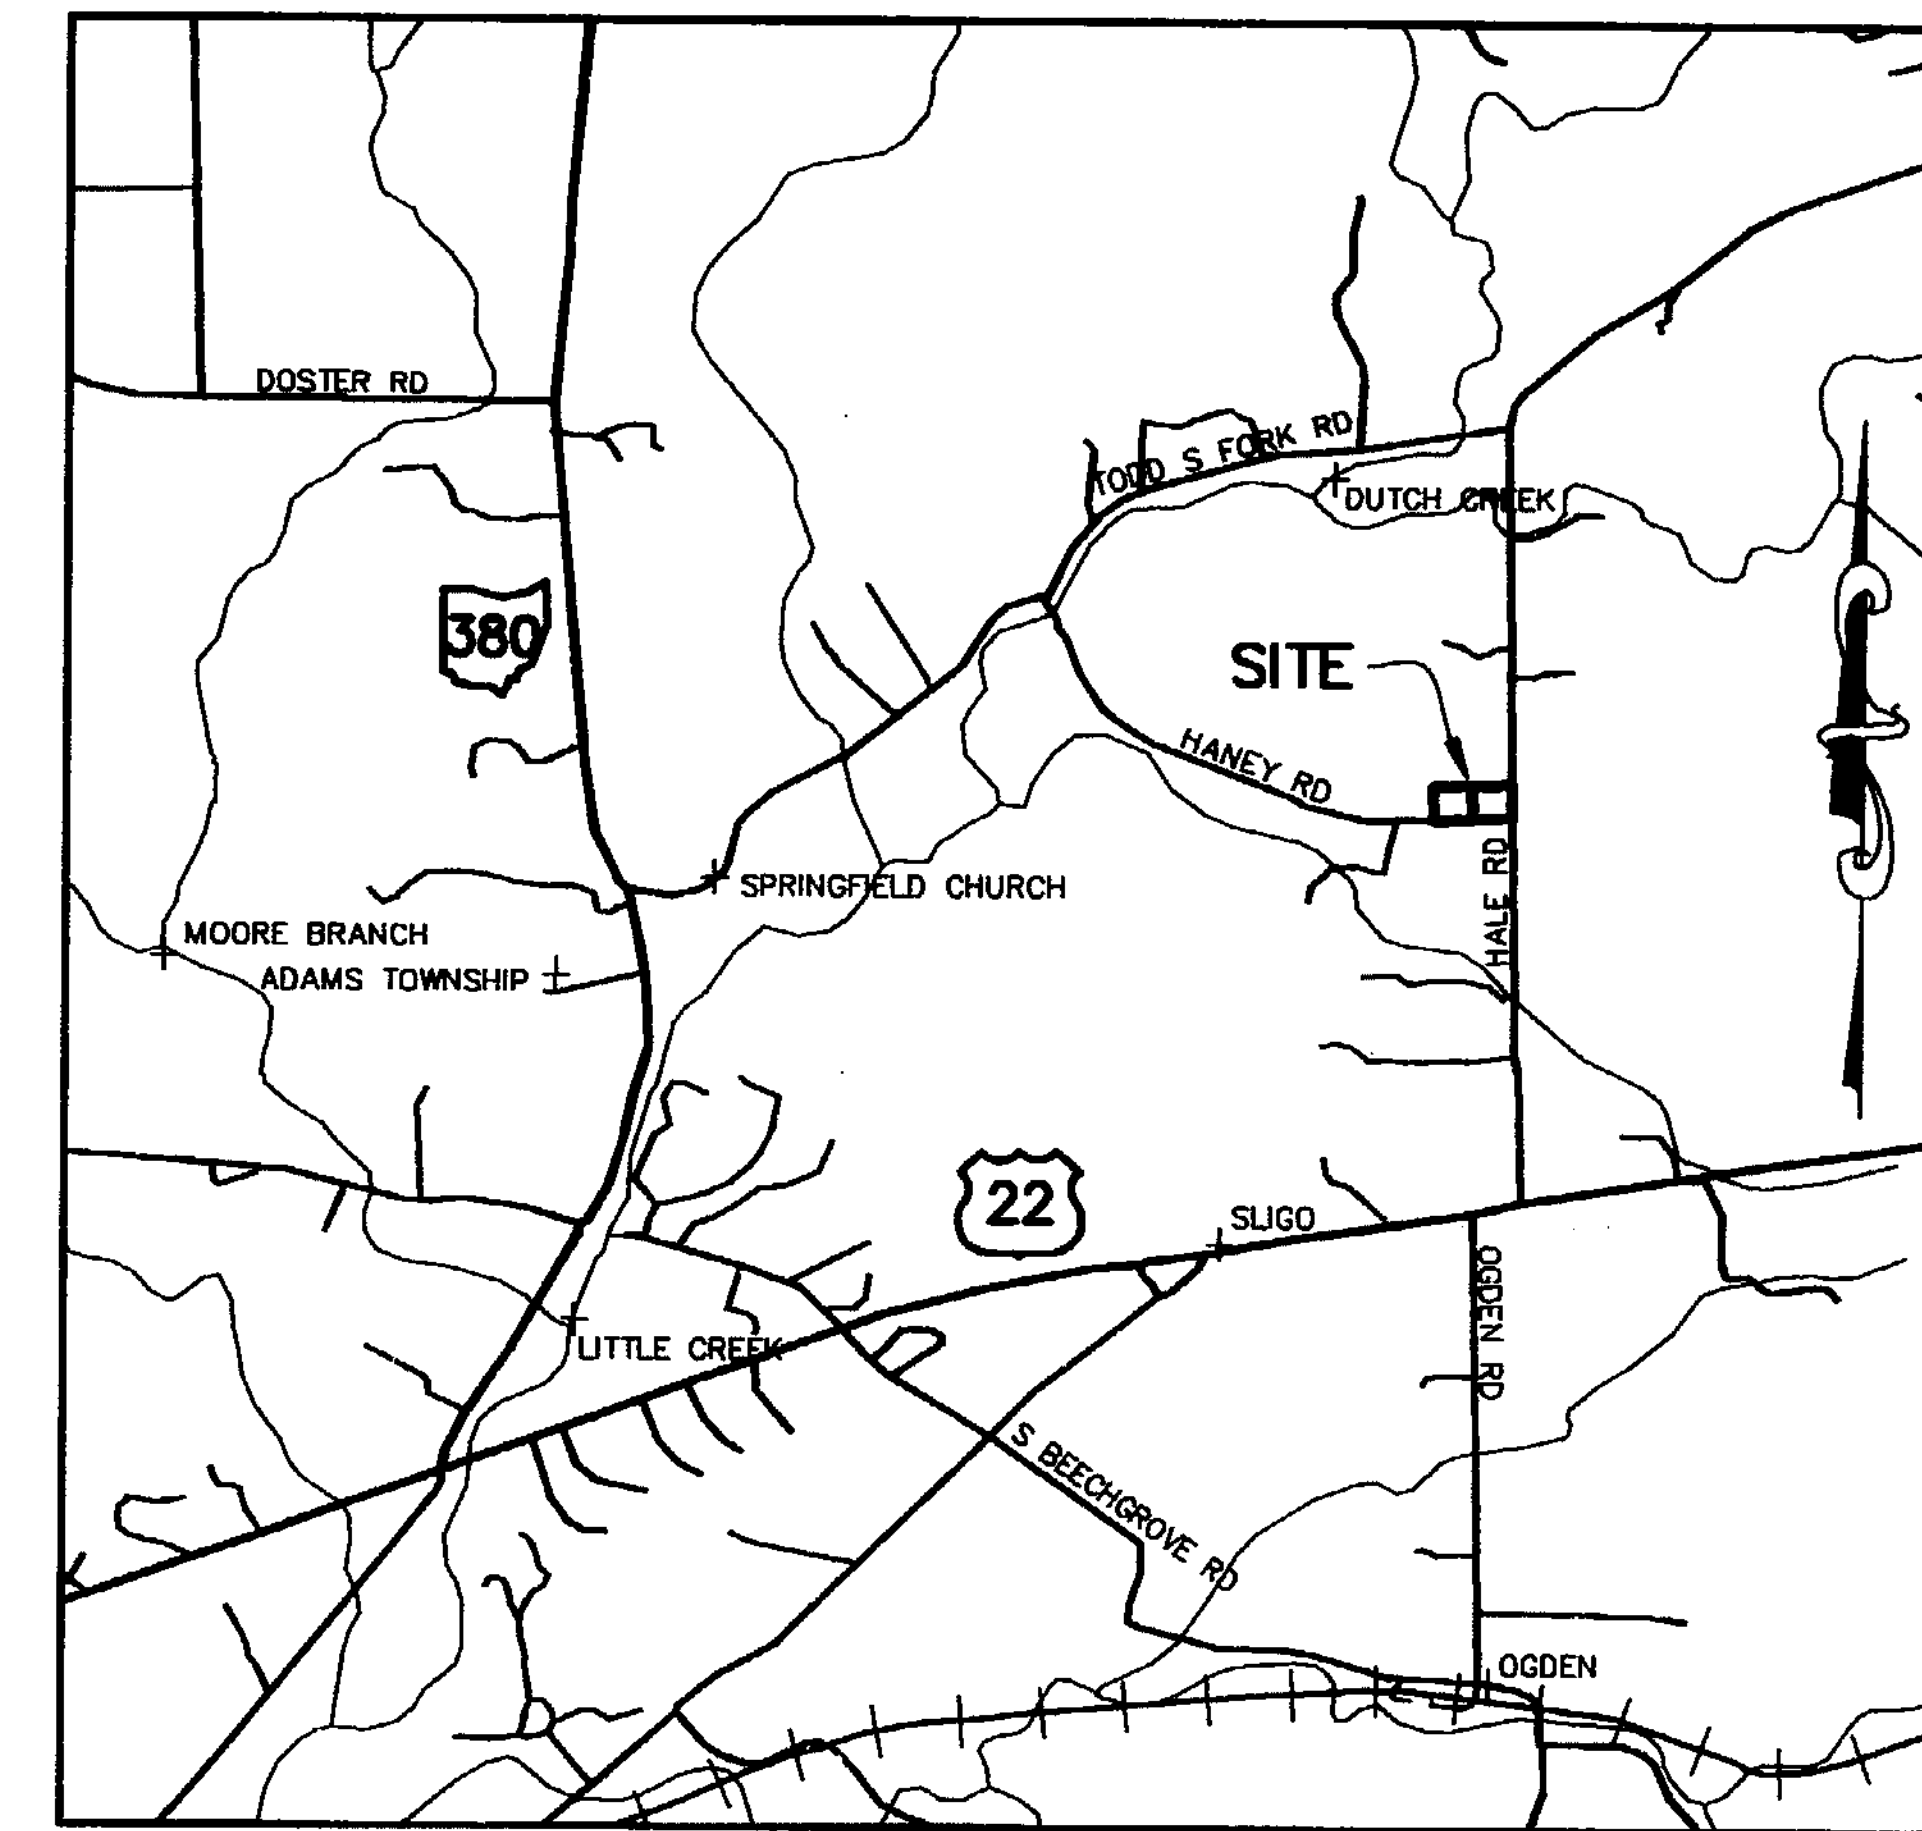 DOSTER RD
TODD S FORK RD
DUTCH CREEK
380
SITE
HANEY RD
HALE RD
SPRINGFIELD CHURCH
MOORE BRANCH
ADAMS TOWNSHIP
22
SLIGO
OGDEN RD
LITTLE CREEK
S BEECHGROVE RD
OGDEN